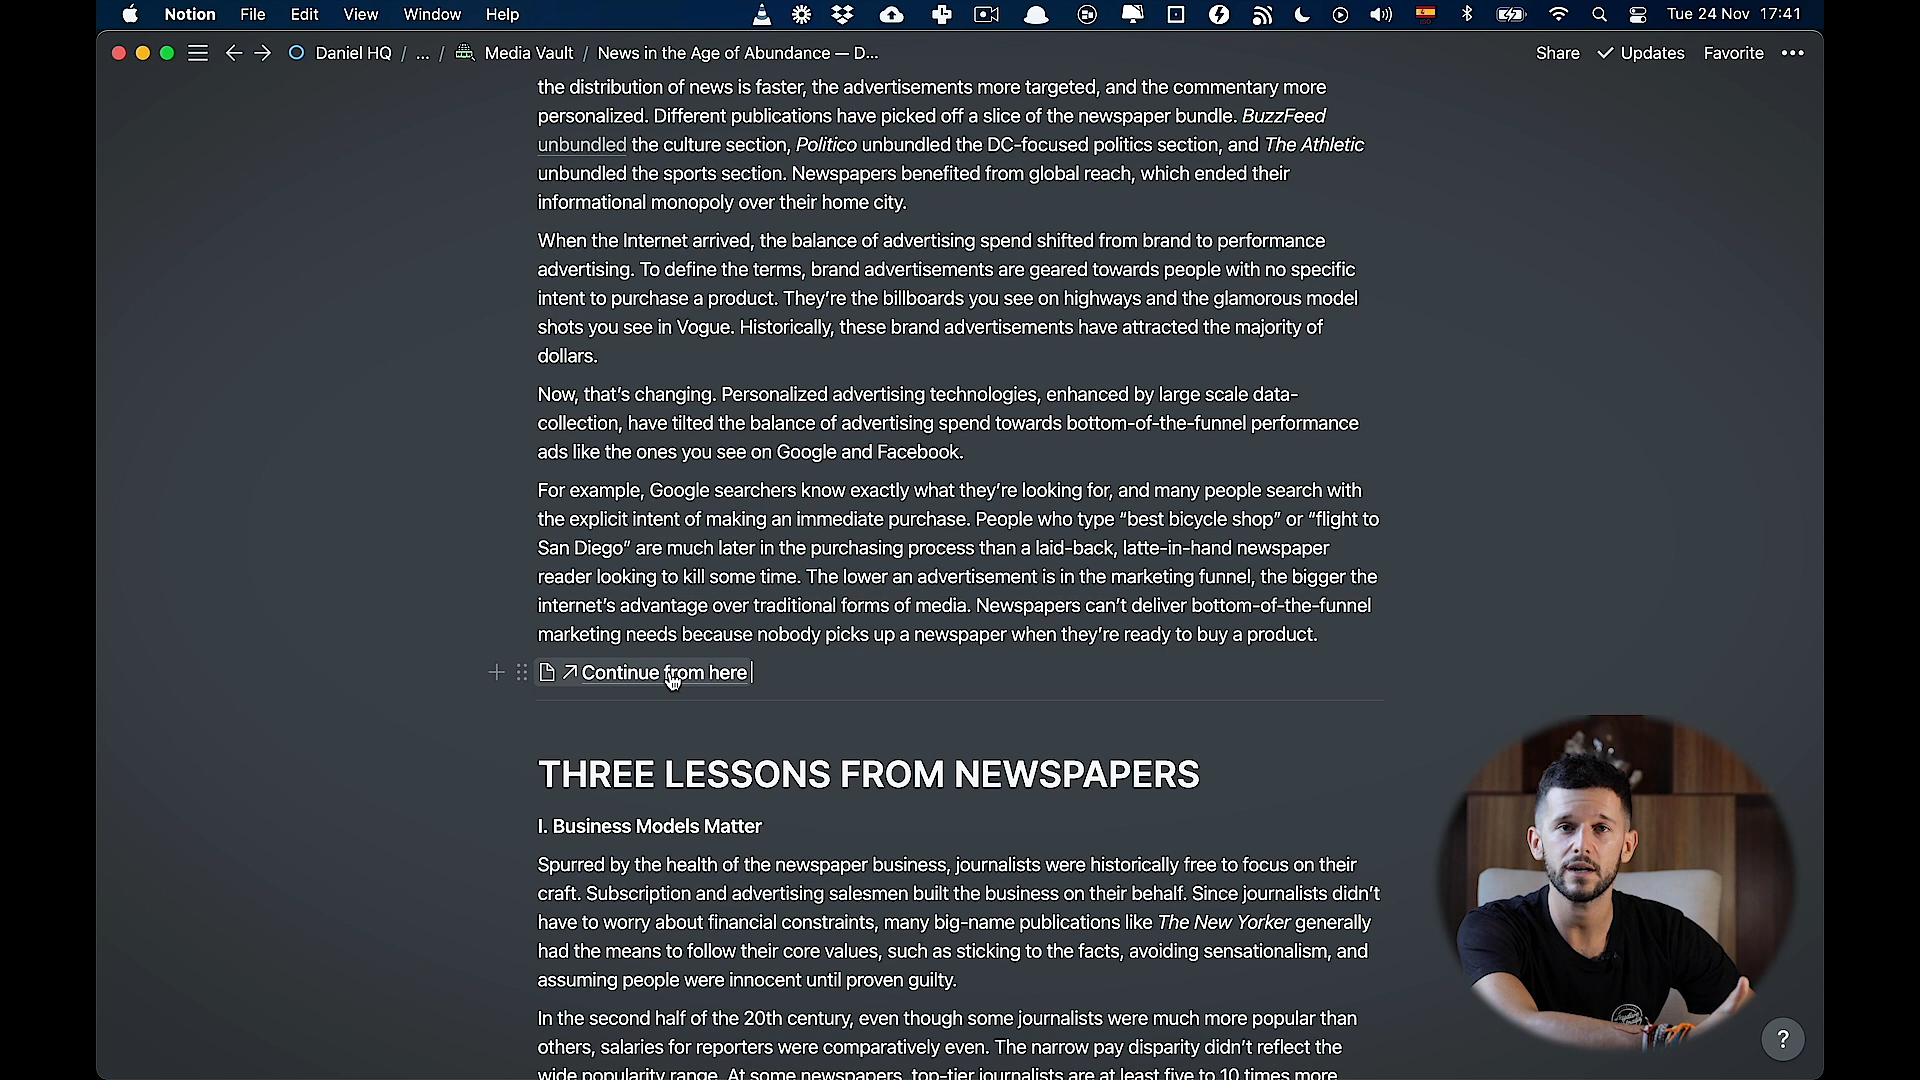 Notion File Edit View Window Help Tue 24 Nov 17:41
Daniel HQ / ... / Media Vault / News in the Age of Abundance — D... Share Updates Favorite
the distribution of news is faster, the advertisements more targeted, and the commentary more
personalized. Different publications have picked off a slice of the newspaper bundle. BuzzFeed
unbundled the culture section, Politico unbundled the DC-focused politics section, and The Athletic
unbundled the sports section. Newspapers benefited from global reach, which ended their
informational monopoly over their home city.
When the Internet arrived, the balance of advertising spend shifted from brand to performance
advertising. To define the terms, brand advertisements are geared towards people with no specific
intent to purchase a product. They’re the billboards you see on highways and the glamorous model
shots you see in Vogue. Historically, these brand advertisements have attracted the majority of
dollars.
Now, that’s changing. Personalized advertising technologies, enhanced by large scale data-
collection, have tilted the balance of advertising spend towards bottom-of-the-funnel performance
ads like the ones you see on Google and Facebook.
For example, Google searchers know exactly what they’re looking for, and many people search with
the explicit intent of making an immediate purchase. People who type “best bicycle shop” or “flight to
San Diego” are much later in the purchasing process than a laid-back, latte-in-hand newspaper
reader looking to kill some time. The lower an advertisement is in the marketing funnel, the bigger the
internet’s advantage over traditional forms of media. Newspapers can’t deliver bottom-of-the-funnel
marketing needs because nobody picks up a newspaper when they’re ready to buy a product.
Continue from here
THREE LESSONS FROM NEWSPAPERS
I. Business Models Matter
Spurred by the health of the newspaper business, journalists were historically free to focus on their
craft. Subscription and advertising salesmen built the business on their behalf. Since journalists didn’t
have to worry about financial constraints, many big-name publications like The New Yorker generally
had the means to follow their core values, such as sticking to the facts, avoiding sensationalism, and
assuming people were innocent until proven guilty.
In the second half of the 20th century, even though some journalists were much more popular than
others, salaries for reporters were comparatively even. The narrow pay disparity didn’t reflect the
wide popularity range. At some newspapers, top-tier journalists are at least five to 10 times more
?